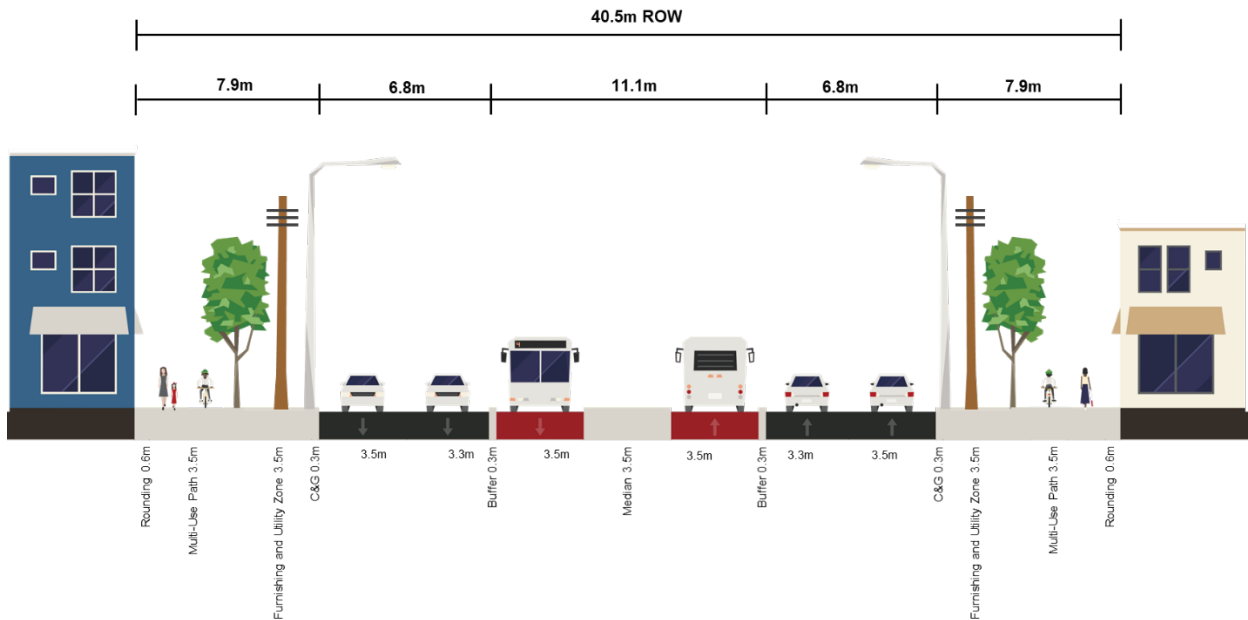 40.5m ROW
7.9m
6.8m
11.1m
6.8m
7.9m
3.5m
3.3m
3.5m
3.5m
3.3m
3.5m
Rounding 0.6m
Multi-Use Path 3.5m
Furnishing and Utility Zone 3.5m
C&G 0.3m
Buffer 0.3m
Median 3.5m
Buffer 0.3m
C&G 0.3m
Furnishing and Utility Zone 3.5m
Multi-Use Path 3.5m
Rounding 0.6m